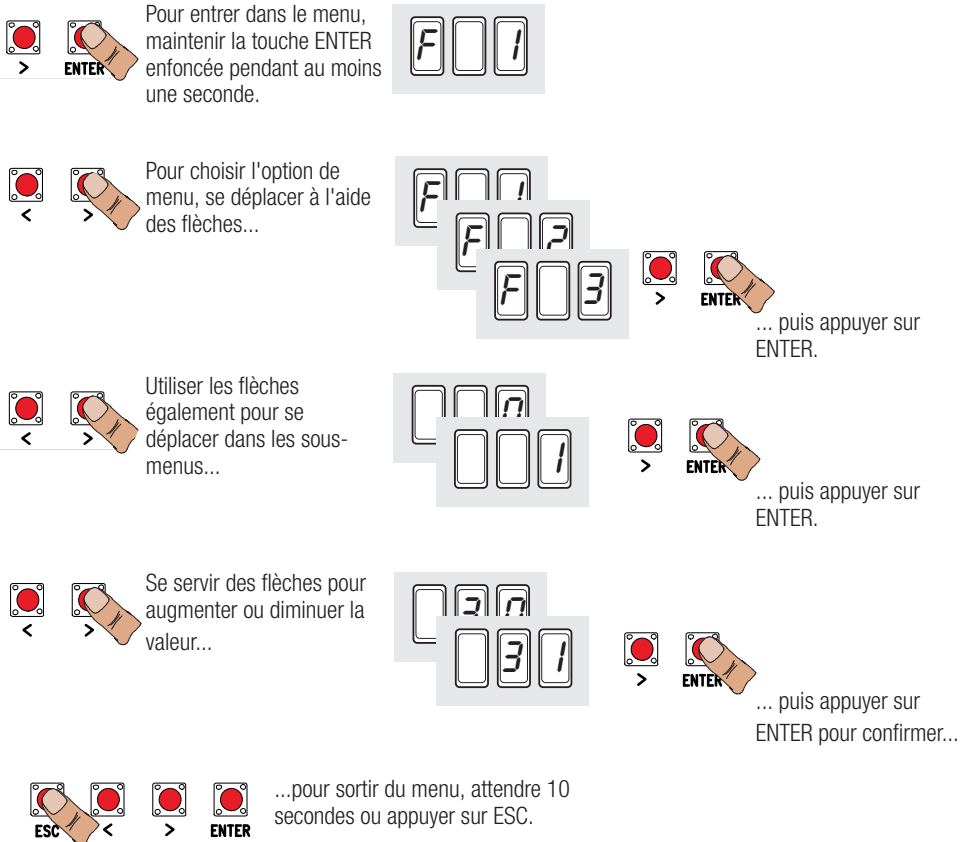 Pour entrer dans le menu,
maintenir la touche ENTER
enfoncée pendant au moins
une seconde.
> ENTER
F 1
Pour choisir l'option de
menu, se déplacer à l'aide
des flèches...
< >
F 1
F 2
F 3
> ENTER
... puis appuyer sur
ENTER.
Utiliser les flèches
également pour se
déplacer dans les sous-
menus...
< >
0
1
> ENTER
... puis appuyer sur
ENTER.
Se servir des flèches pour
augmenter ou diminuer la
valeur...
< >
30
31
> ENTER
... puis appuyer sur
ENTER pour confirmer...
...pour sortir du menu, attendre 10
secondes ou appuyer sur ESC.
ESC < > ENTER